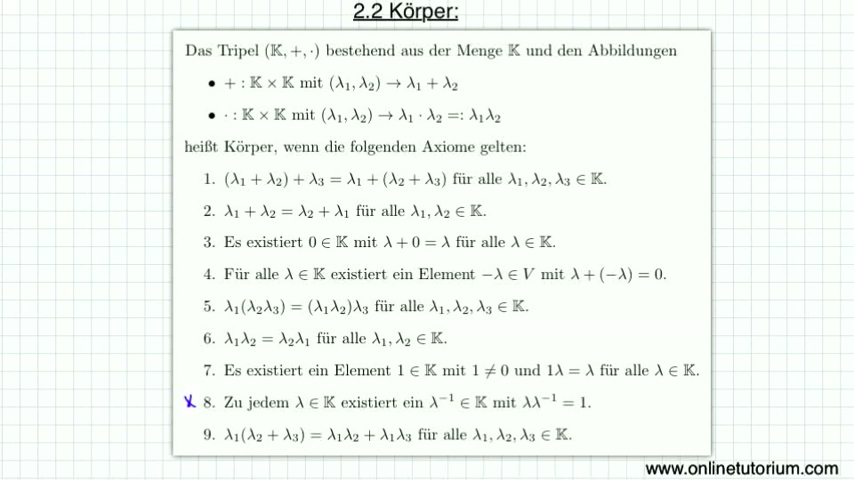 2.2 Körper:
Das Tripel (𝕂, +, ·) bestehend aus der Menge 𝕂 und den Abbildungen
• + : 𝕂 × 𝕂 mit (λ₁, λ₂) → λ₁ + λ₂
• · : 𝕂 × 𝕂 mit (λ₁, λ₂) → λ₁ · λ₂ =: λ₁λ₂
heißt Körper, wenn die folgenden Axiome gelten:
1. (λ₁ + λ₂) + λ₃ = λ₁ + (λ₂ + λ₃) für alle λ₁, λ₂, λ₃ ∈ 𝕂.
2. λ₁ + λ₂ = λ₂ + λ₁ für alle λ₁, λ₂ ∈ 𝕂.
3. Es existiert 0 ∈ 𝕂 mit λ + 0 = λ für alle λ ∈ 𝕂.
4. Für alle λ ∈ 𝕂 existiert ein Element −λ ∈ V mit λ + (−λ) = 0.
5. λ₁(λ₂λ₃) = (λ₁λ₂)λ₃ für alle λ₁, λ₂, λ₃ ∈ 𝕂.
6. λ₁λ₂ = λ₂λ₁ für alle λ₁, λ₂ ∈ 𝕂.
7. Es existiert ein Element 1 ∈ 𝕂 mit 1 ≠ 0 und 1λ = λ für alle λ ∈ 𝕂.
8. Zu jedem λ ∈ 𝕂 existiert ein λ⁻¹ ∈ 𝕂 mit λλ⁻¹ = 1.
9. λ₁(λ₂ + λ₃) = λ₁λ₂ + λ₁λ₃ für alle λ₁, λ₂, λ₃ ∈ 𝕂.
www.onlinetutorium.com